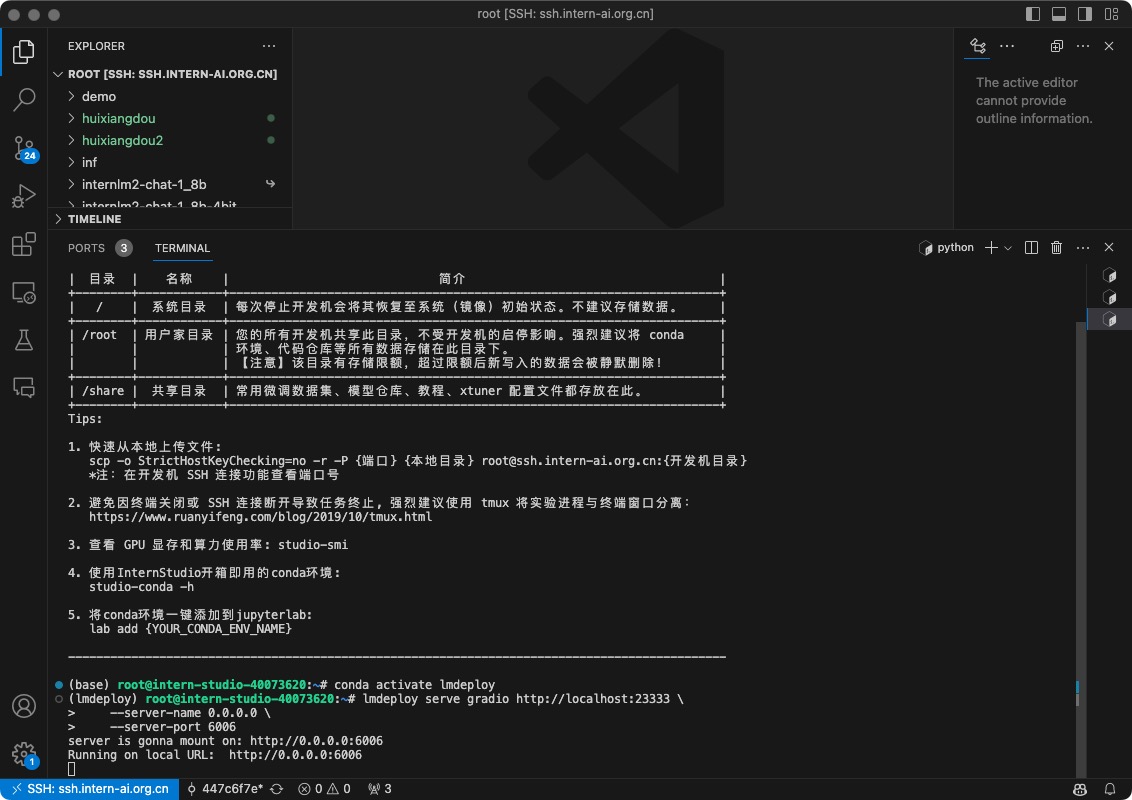 root [SSH: ssh.intern-ai.org.cn]
EXPLORER
ROOT [SSH: SSH.INTERN-AI.ORG.CN]
demo
huixiangdou
huixiangdou2
inf
internlm2-chat-1_8b
internlm2-chat-1_8b-4bit
TIMELINE
24
The active editor
cannot provide
outline information.
PORTS 3 TERMINAL
python
| 目录 | 名称 | 简介 |
| / | 系统目录 | 每次停止开发机会将其恢复至系统（镜像）初始状态。不建议存储数据。 |
| /root | 用户家目录 | 您的所有开发机共享此目录，不受开发机的启停影响。强烈建议将 conda |
| | | 环境、代码仓库等所有数据存储在此目录下。 |
| | | 【注意】该目录有存储限额，超过限额后新写入的数据会被静默删除！ |
| /share | 共享目录 | 常用微调数据集、模型仓库、教程、xtuner 配置文件都存放在此。 |
Tips:
1. 快速从本地上传文件：
scp -o StrictHostKeyChecking=no -r -P {端口} {本地目录} root@ssh.intern-ai.org.cn:{开发机目录}
*注：在开发机 SSH 连接功能查看端口号
2. 避免因终端关闭或 SSH 连接断开导致任务终止，强烈建议使用 tmux 将实验进程与终端窗口分离：
https://www.ruanyifeng.com/blog/2019/10/tmux.html
3. 查看 GPU 显存和算力使用率: studio-smi
4. 使用InternStudio开箱即用的conda环境:
studio-conda -h
5. 将conda环境一键添加到jupyterlab:
lab add {YOUR_CONDA_ENV_NAME}
(base) root@intern-studio-40073620:~# conda activate lmdeploy
(lmdeploy) root@intern-studio-40073620:~# lmdeploy serve gradio http://localhost:23333 \
> --server-name 0.0.0.0 \
> --server-port 6006
server is gonna mount on: http://0.0.0.0:6006
Running on local URL: http://0.0.0.0:6006
1
SSH: ssh.intern-ai.org.cn 447c6f7e* 0 0 3